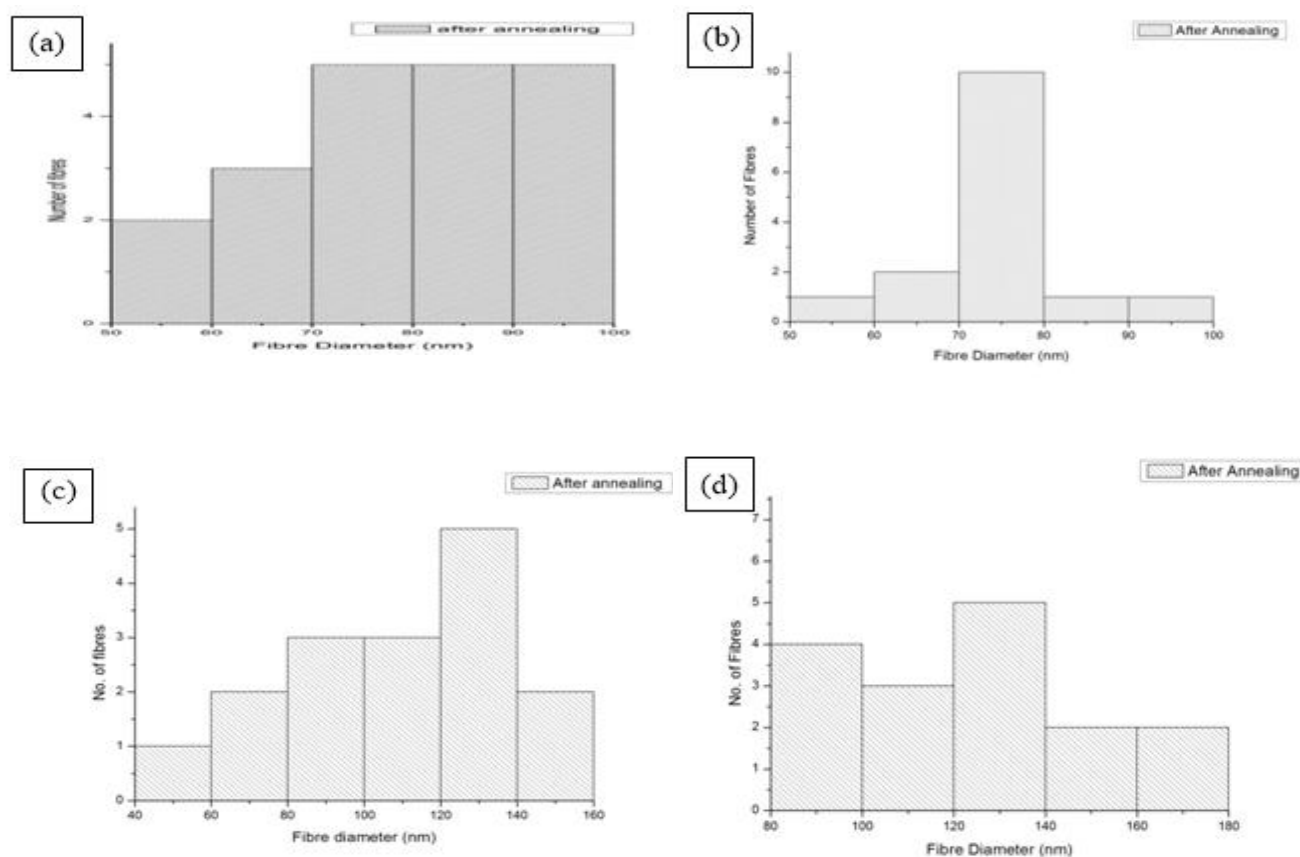 (a)
after annealing
Number of fibres
4
2
0
50 60 70 80 90 100
Fibre Diameter (nm)
(b)
After Annealing
Number of Fibres
10
8
6
4
2
0
50 60 70 80 90 100
Fibre Diameter (nm)
(c)
After annealing
No. of fibres
5
4
3
2
1
0
40 60 80 100 120 140 160
Fibre diameter (nm)
(d)
After Annealing
No. of Fibres
7
6
5
4
3
2
1
0
80 100 120 140 160 180
Fibre Diameter (nm)